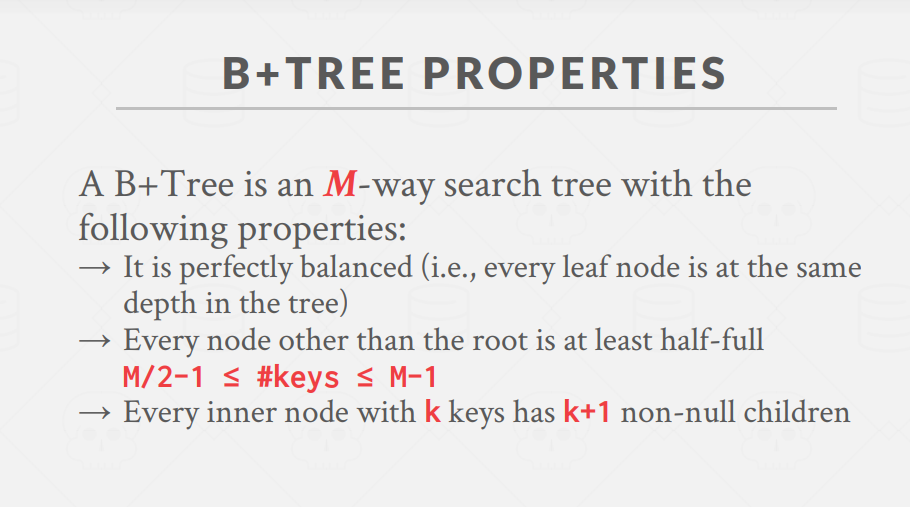 B+TREE PROPERTIES
A B+Tree is an M-way search tree with the
following properties:
→ It is perfectly balanced (i.e., every leaf node is at the same
depth in the tree)
→ Every node other than the root is at least half-full
M/2-1 ≤ #keys ≤ M-1
→ Every inner node with k keys has k+1 non-null children